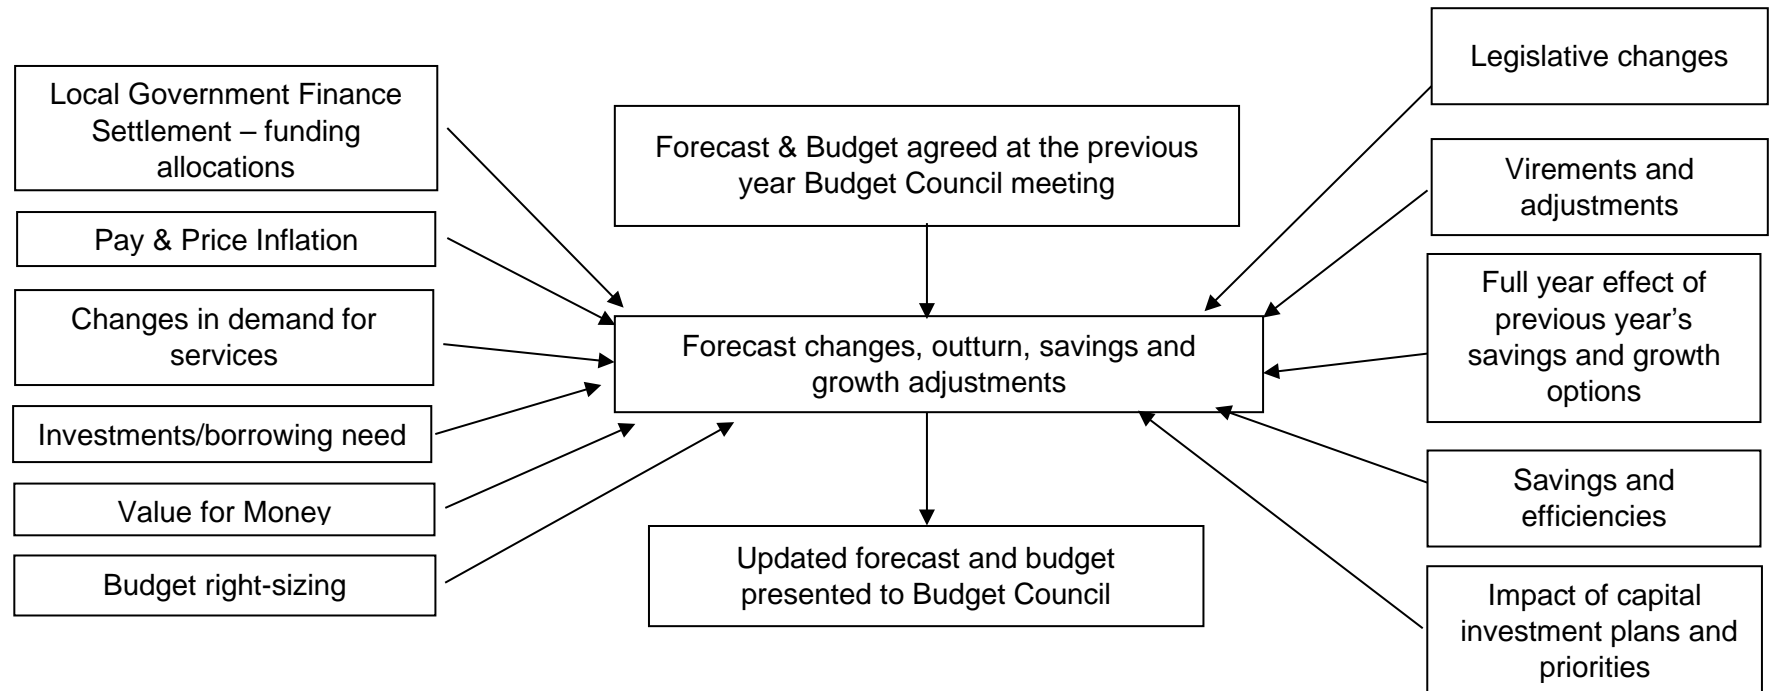 Local Government Finance
Settlement – funding
allocations
Pay & Price Inflation
Changes in demand for
services
Investments/borrowing need
Value for Money
Budget right-sizing
Forecast & Budget agreed at the previous
year Budget Council meeting
Forecast changes, outturn, savings and
growth adjustments
Updated forecast and budget
presented to Budget Council
Legislative changes
Virements and
adjustments
Full year effect of
previous year’s
savings and growth
options
Savings and
efficiencies
Impact of capital
investment plans and
priorities